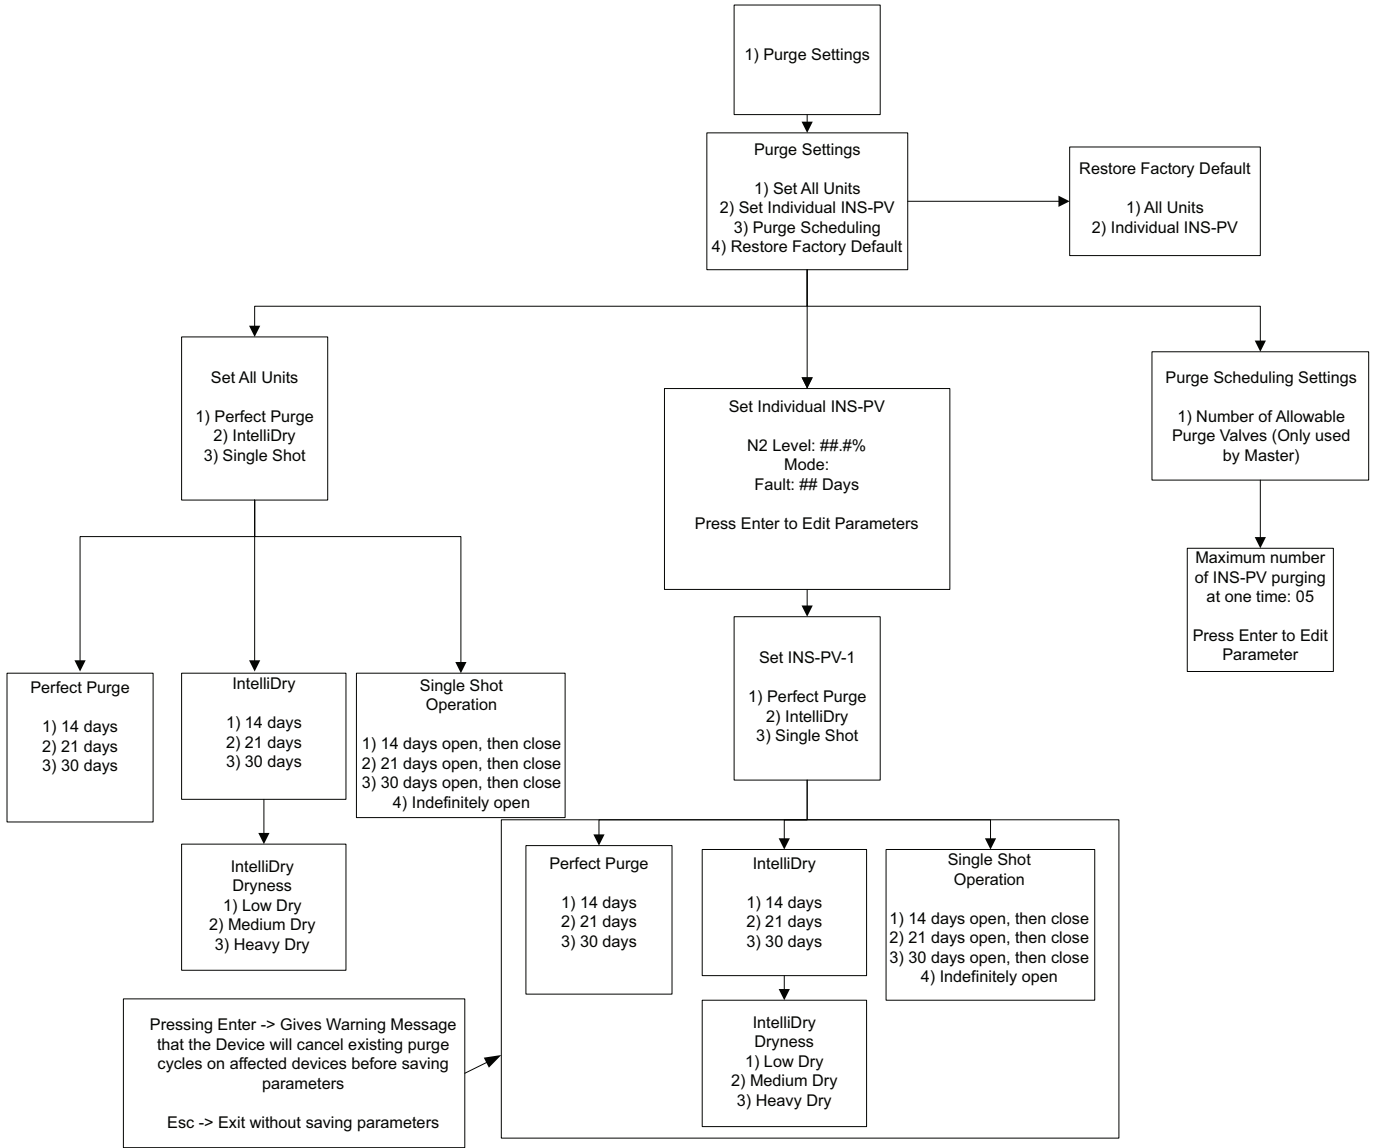 1) Purge Settings
Purge Settings
1) Set All Units
2) Set Individual INS-PV
3) Purge Scheduling
4) Restore Factory Default
Restore Factory Default
1) All Units
2) Individual INS-PV
Set All Units
1) Perfect Purge
2) IntelliDry
3) Single Shot
Set Individual INS-PV
N2 Level: ##.#%
Mode:
Fault: ## Days
Press Enter to Edit Parameters
Purge Scheduling Settings
1) Number of Allowable
Purge Valves (Only used
by Master)
Maximum number
of INS-PV purging
at one time: 05
Press Enter to Edit
Parameter
Set INS-PV-1
1) Perfect Purge
2) IntelliDry
3) Single Shot
Perfect Purge
1) 14 days
2) 21 days
3) 30 days
IntelliDry
1) 14 days
2) 21 days
3) 30 days
Single Shot
Operation
1) 14 days open, then close
2) 21 days open, then close
3) 30 days open, then close
4) Indefinitely open
IntelliDry
Dryness
1) Low Dry
2) Medium Dry
3) Heavy Dry
Perfect Purge
1) 14 days
2) 21 days
3) 30 days
IntelliDry
1) 14 days
2) 21 days
3) 30 days
Single Shot
Operation
1) 14 days open, then close
2) 21 days open, then close
3) 30 days open, then close
4) Indefinitely open
IntelliDry
Dryness
1) Low Dry
2) Medium Dry
3) Heavy Dry
Pressing Enter -> Gives Warning Message
that the Device will cancel existing purge
cycles on affected devices before saving
parameters
Esc -> Exit without saving parameters